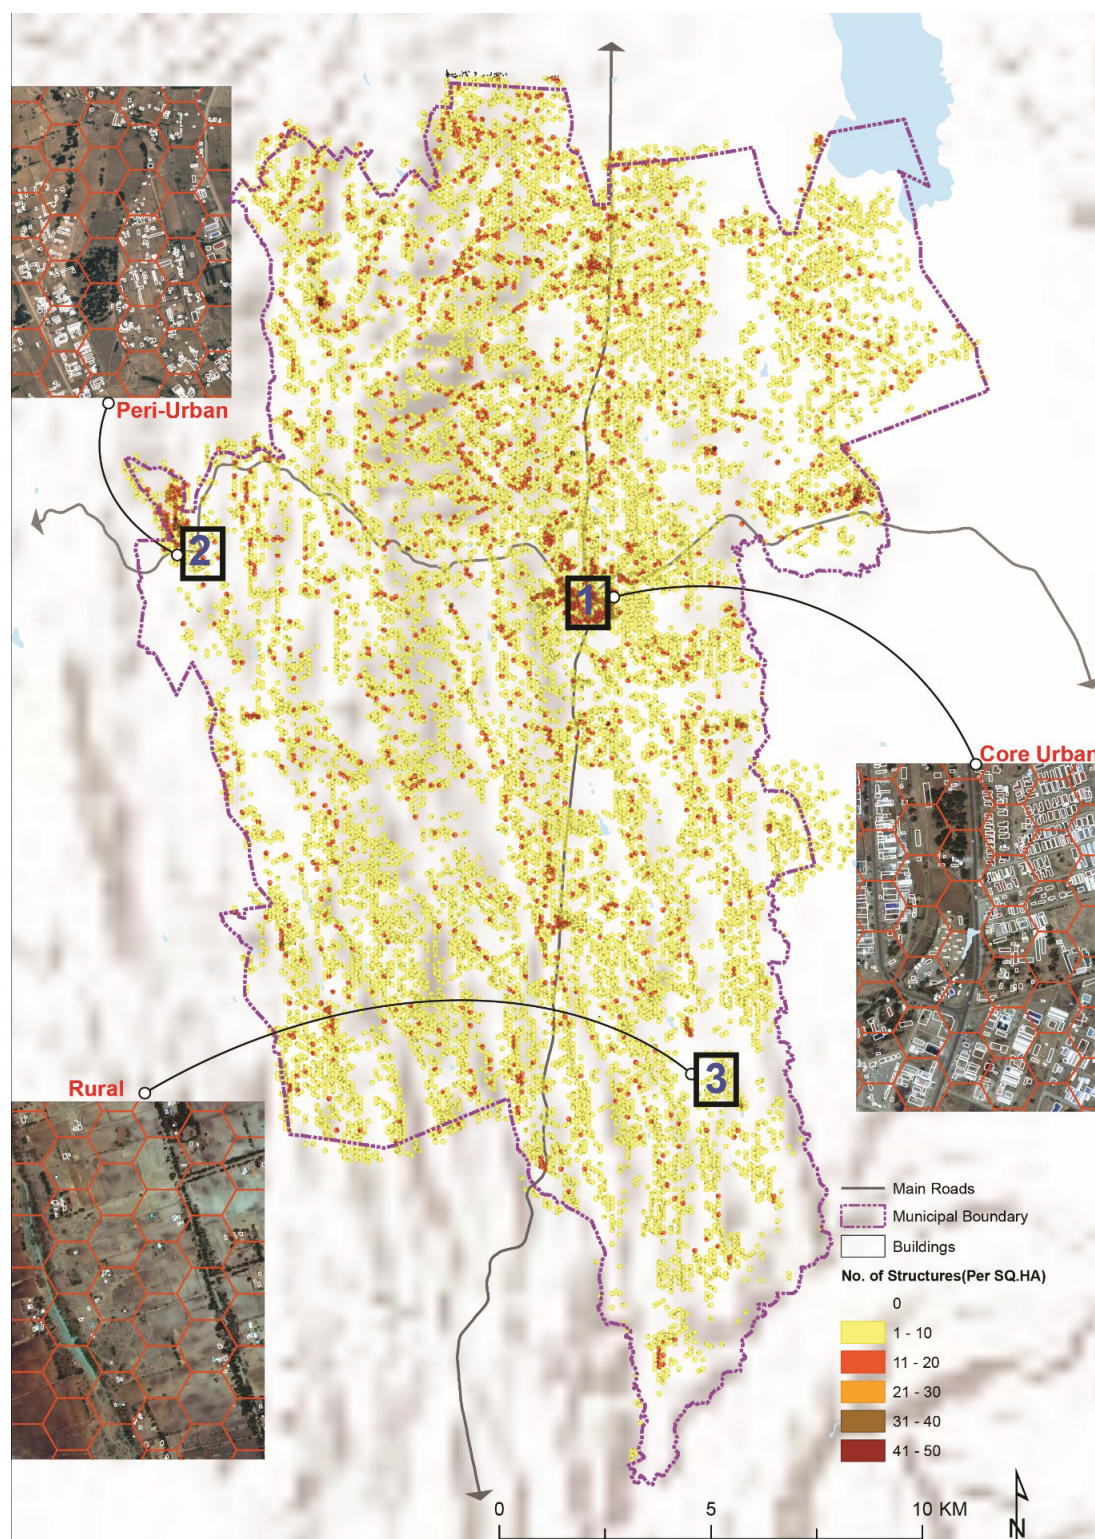 Peri-Urban
2
1
Core Urban
Rural
3
Main Roads
Municipal Boundary
Buildings
No. of Structures(Per SQ.HA)
0
1 - 10
11 - 20
21 - 30
31 - 40
41 - 50
0 5 10 KM
N